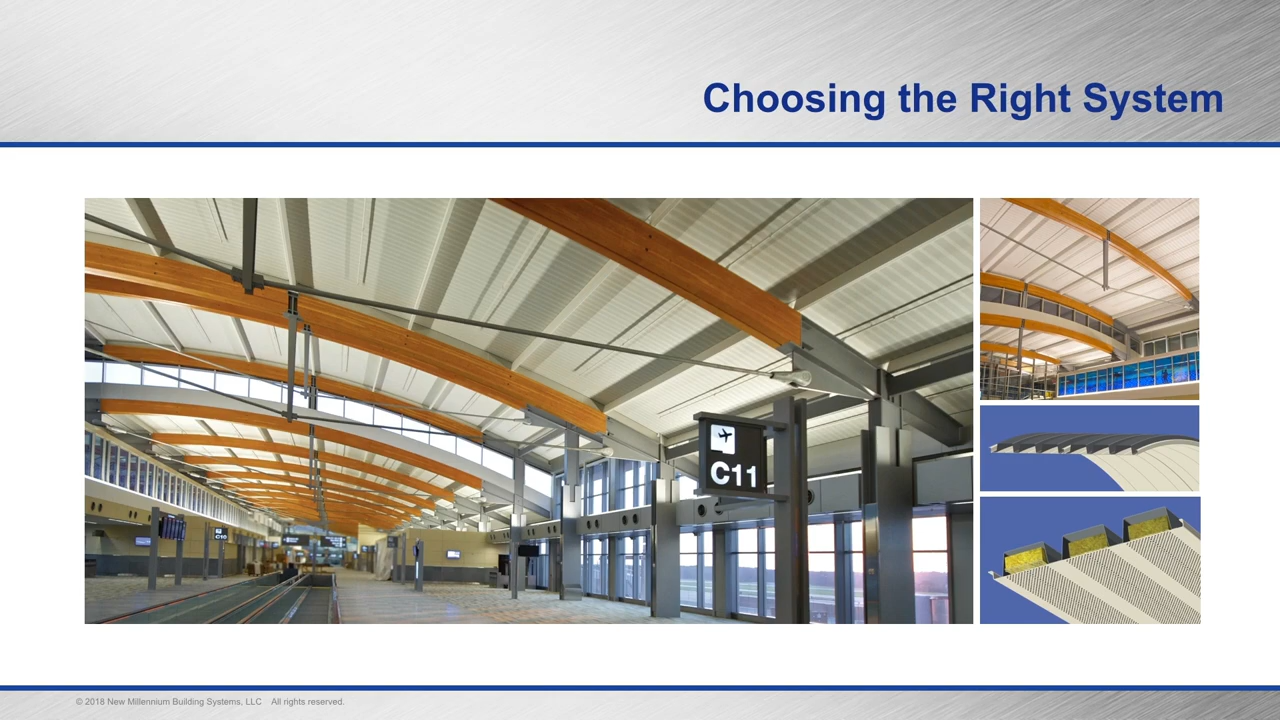 Choosing the Right System
C11
C10
© 2018 New Millennium Building Systems, LLC All rights reserved.